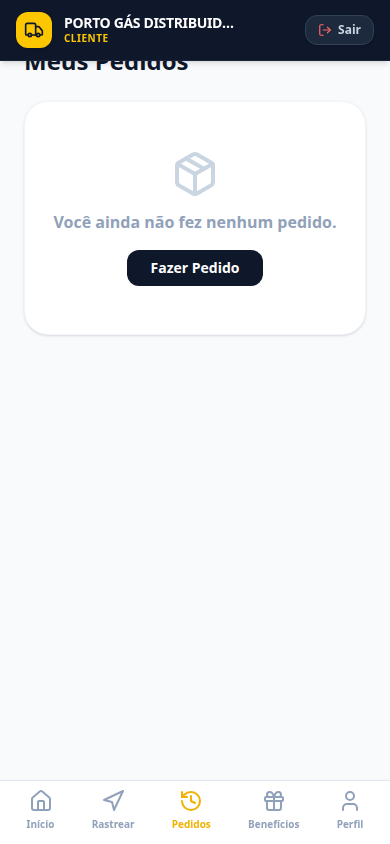 PORTO GÁS DISTRIBUID...
CLIENTE
Sair
Meus Pedidos
Você ainda não fez nenhum pedido.
Fazer Pedido
Início
Rastrear
Pedidos
Benefícios
Perfil